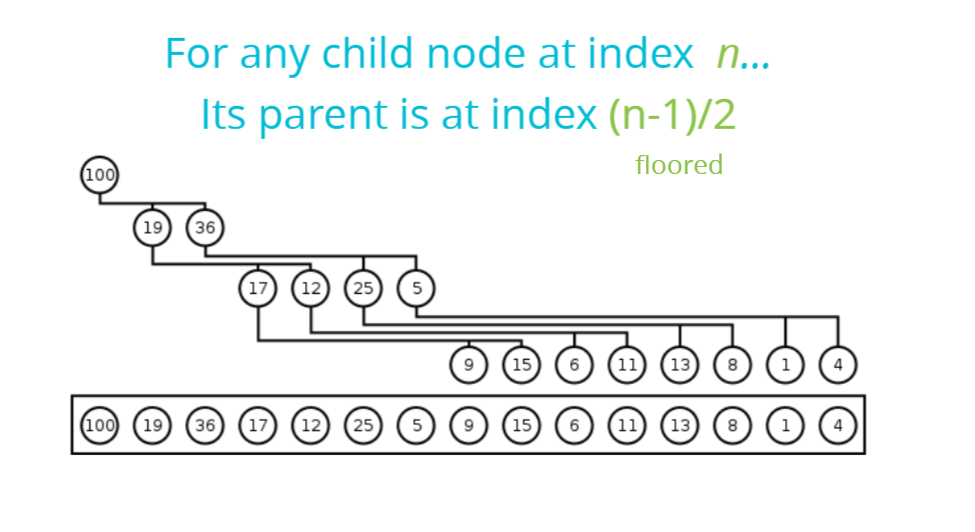 For any child node at index n...
Its parent is at index (n-1)/2
floored
100
19 36
17 12 25 5
9 15 6 11 13 8 1 4
100 19 36 17 12 25 5 9 15 6 11 13 8 1 4